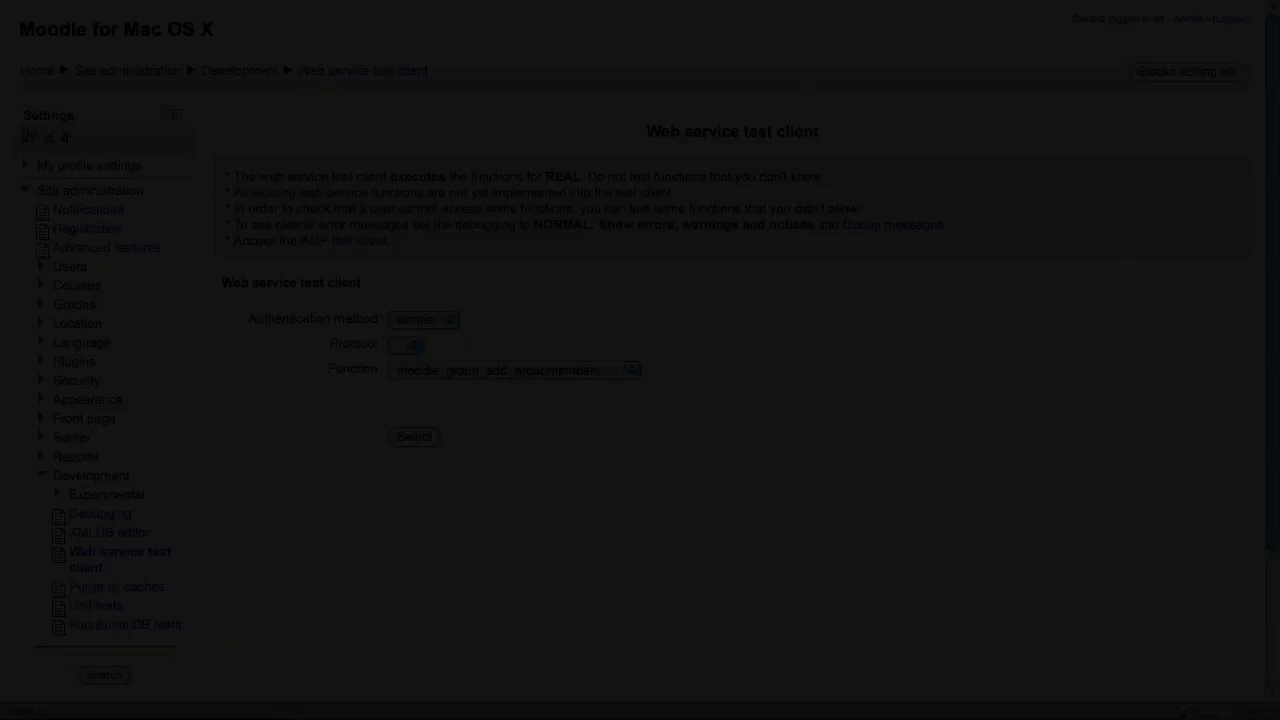 Moodle for Mac OS X
You are logged in as - Admin - (Logout)
Home Site administration Development Web service test client
Blocks editing off
Settings
Web service test client
My profile settings
* The web service test client executes the functions for REAL. Do not test functions that you don't know.
Site administration
* All existing web service functions are not yet implemented into the test client.
Notifications
* In order to check that a user cannot access some functions, you can test some functions that you didn't allow.
Registration
* To see clearer error messages set the debugging to NORMAL: Show errors, warnings and notices into Debug messages
* Access the AMF test client.
Advanced features
Users
Courses
Web service test client
Grades
Location
Authentication method simple
Language
Protocol
Plugins
Function moodle_group_add_groupmembers
Security
Appearance
Front page
Server
Select
Reports
Development
Experimental
Debugging
XMLDB editor
Web service test
client
Purge all caches
Unit tests
Functional DB tests
Search
Done